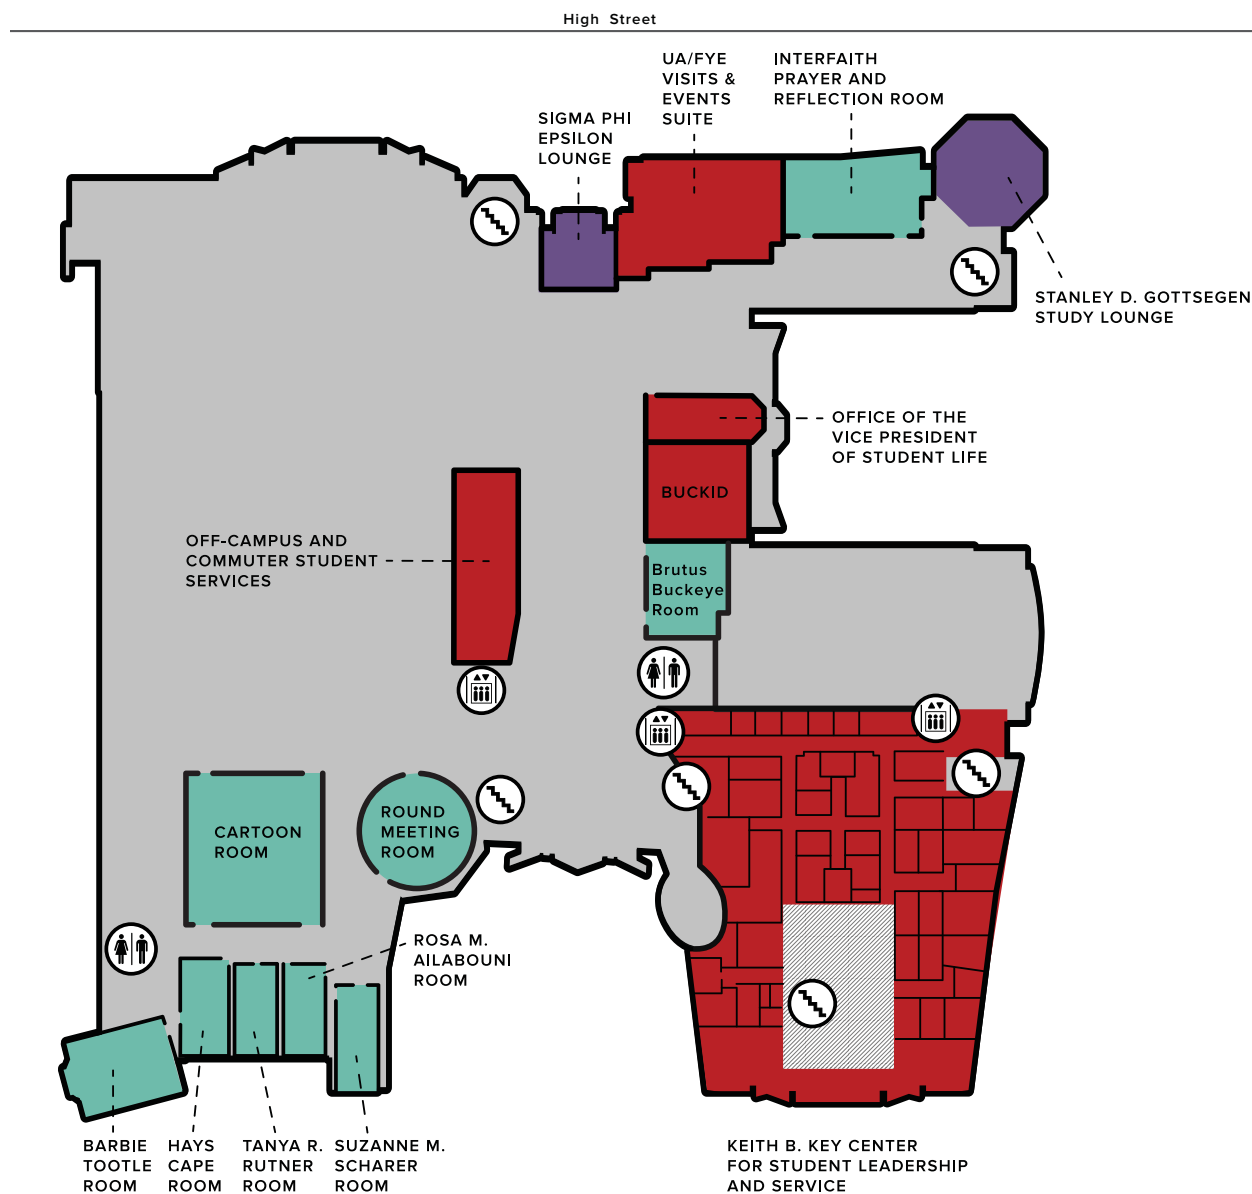 High Street
UA/FYE
VISITS &
EVENTS
SUITE
INTERFAITH
PRAYER AND
REFLECTION ROOM
SIGMA PHI
EPSILON
LOUNGE
STANLEY D. GOTTSEGEN
STUDY LOUNGE
OFFICE OF THE
VICE PRESIDENT
OF STUDENT LIFE
BUCKID
OFF-CAMPUS AND
COMMUTER STUDENT
SERVICES
Brutus
Buckeye
Room
CARTOON
ROOM
ROUND
MEETING
ROOM
ROSA M.
AILABOUNI
ROOM
BARBIE
TOOTLE
ROOM
HAYS
CAPE
ROOM
TANYA R.
RUTNER
ROOM
SUZANNE M.
SCHARER
ROOM
KEITH B. KEY CENTER
FOR STUDENT LEADERSHIP
AND SERVICE